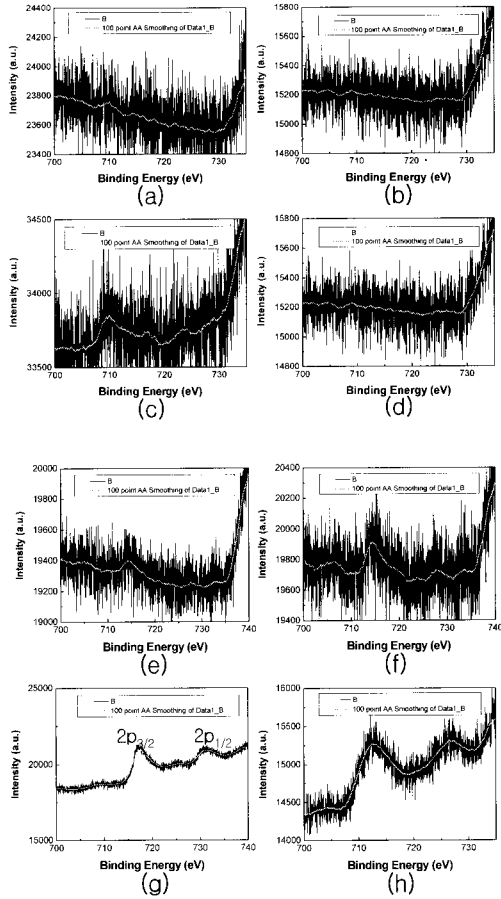 B
100 point AA Smoothing of Data1_B
24400
24200
24000
23800
23600
23400
Intensity (a.u.)
700 710 720 730
Binding Energy (eV)
(a)
B
100 point AA Smoothing of Data1_B
15800
15600
15400
15200
15000
14800
Intensity (a.u.)
700 710 720 730
Binding Energy (eV)
(b)
B
100 point AA Smoothing of Data1_B
34500
34000
33500
Intensity (a.u.)
700 710 720 730
Binding Energy (eV)
(c)
B
100 point AA Smoothing of Data1_B
15800
15600
15400
15200
15000
14800
Intensity (a.u.)
700 710 720 730
Binding Energy (eV)
(d)
B
100 point AA Smoothing of Data1_B
20000
19800
19600
19400
19200
19000
Intensity (a.u.)
700 710 720 730 740
Binding Energy (eV)
(e)
B
100 point AA Smoothing of Data1_B
20400
20200
20000
19800
19600
19400
Intensity (a.u.)
700 710 720 730 740
Binding Energy (eV)
(f)
B
100 point AA Smoothing of Data1_B
25000
20000
15000
2p3/2 2p1/2
Intensity (a.u.)
700 710 720 730 740
Binding Energy (eV)
(g)
B
100 point AA Smoothing of Data1_B
16000
15500
15000
14500
14000
Intensity (a.u.)
700 710 720 730
Binding Energy (eV)
(h)